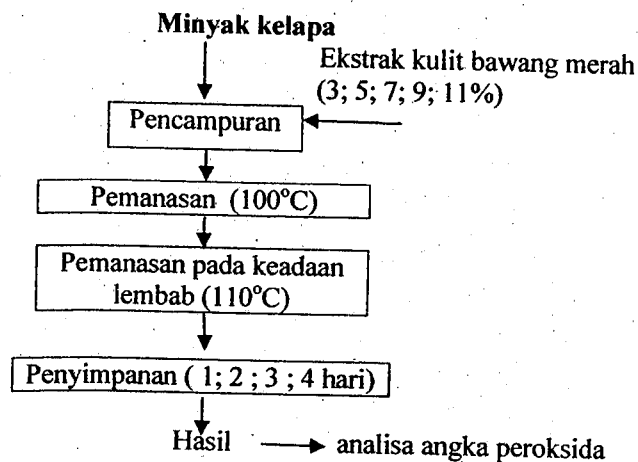 Minyak kelapa
Ekstrak kulit bawang merah
(3; 5; 7; 9; 11%)
Pencampuran
Pemanasan (100°C)
Pemanasan pada keadaan
lembab (110°C)
Penyimpanan ( 1; 2 ; 3 ; 4 hari)
Hasil
analisa angka peroksida